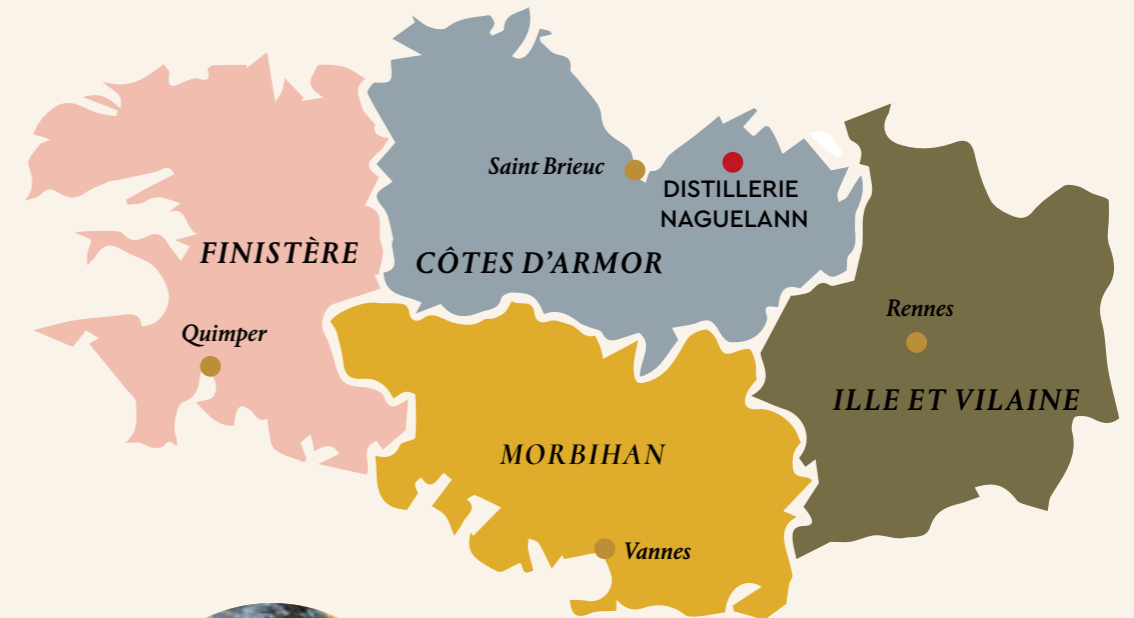 Saint Brieuc
DISTILLERIE
NAGUELANN
FINISTÈRE
CÔTES D’ARMOR
Rennes
Quimper
ILLE ET VILAINE
MORBIHAN
Vannes